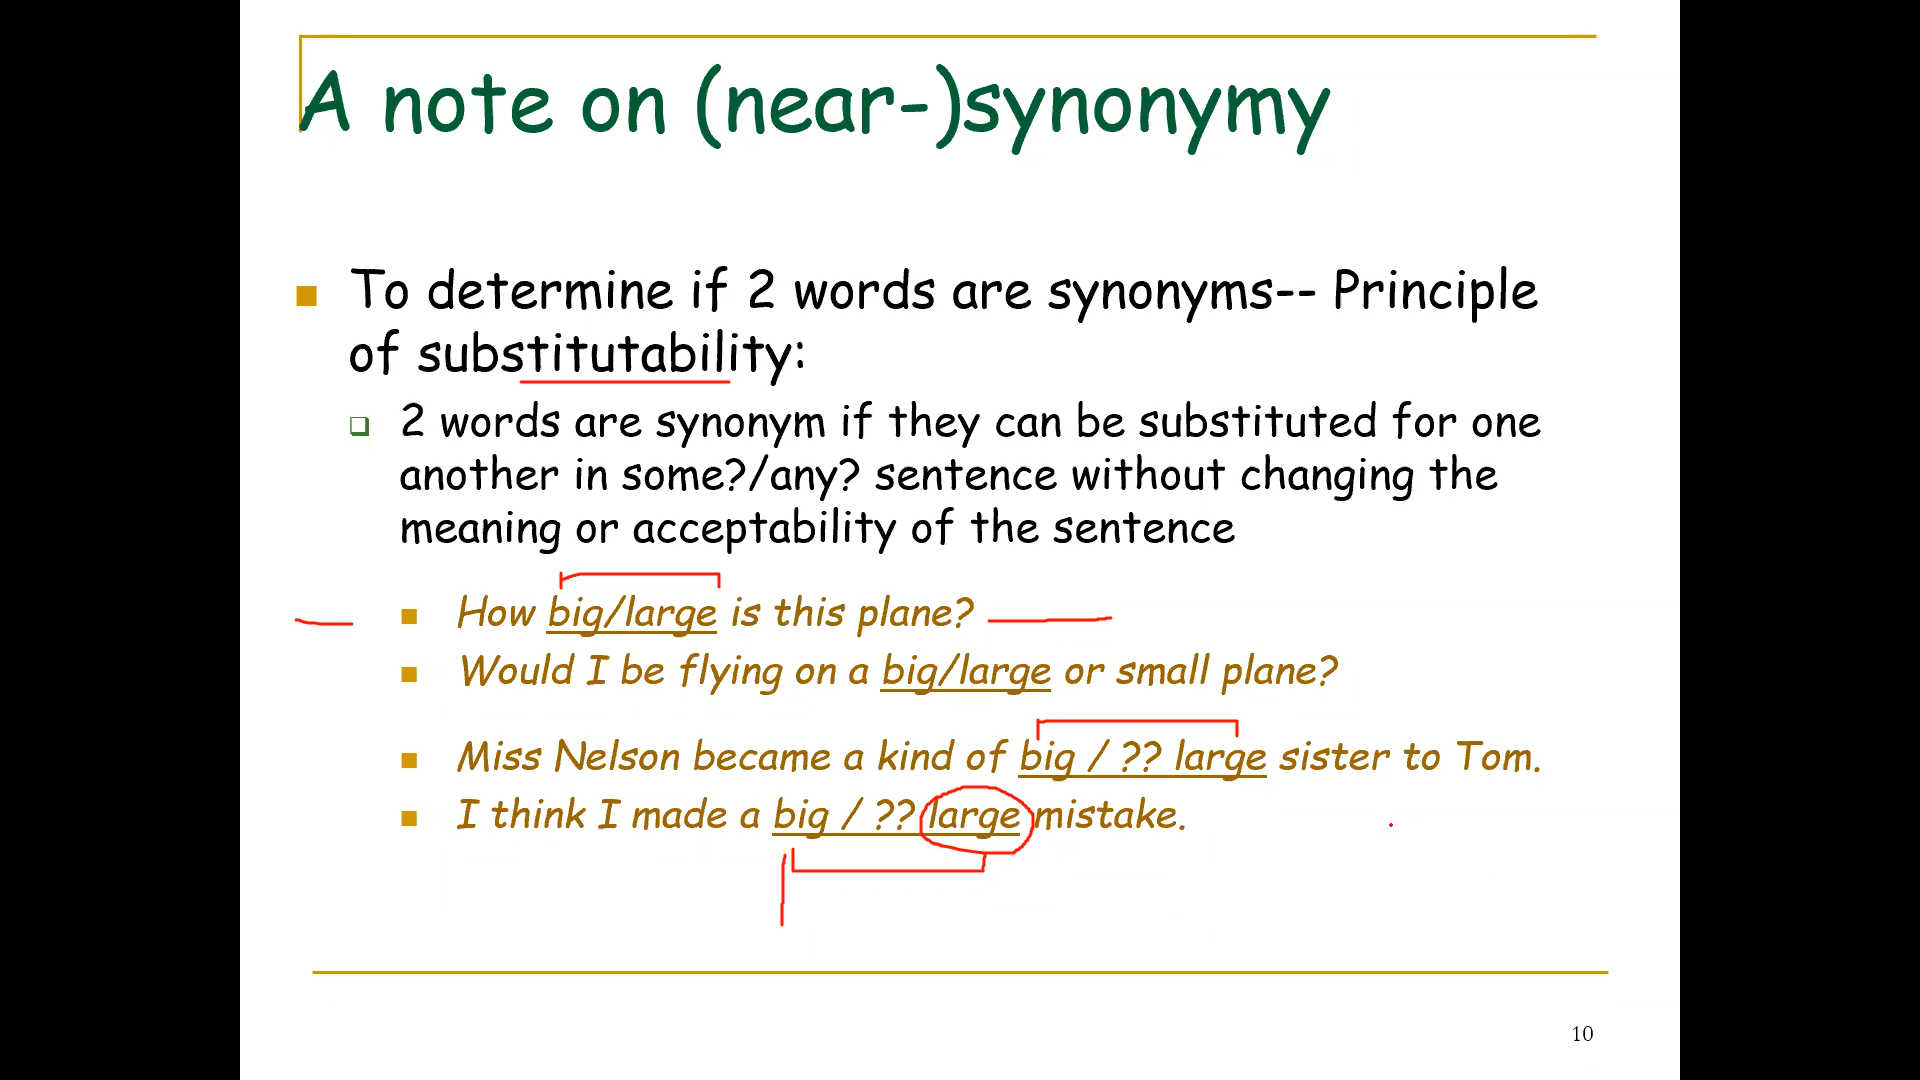 A note on (near-)synonymy
To determine if 2 words are synonyms-- Principle
of substitutability:
2 words are synonym if they can be substituted for one
another in some?/any? sentence without changing the
meaning or acceptability of the sentence
How big/large is this plane?
Would I be flying on a big/large or small plane?
Miss Nelson became a kind of big / ?? large sister to Tom.
I think I made a big / ?? large mistake.
10